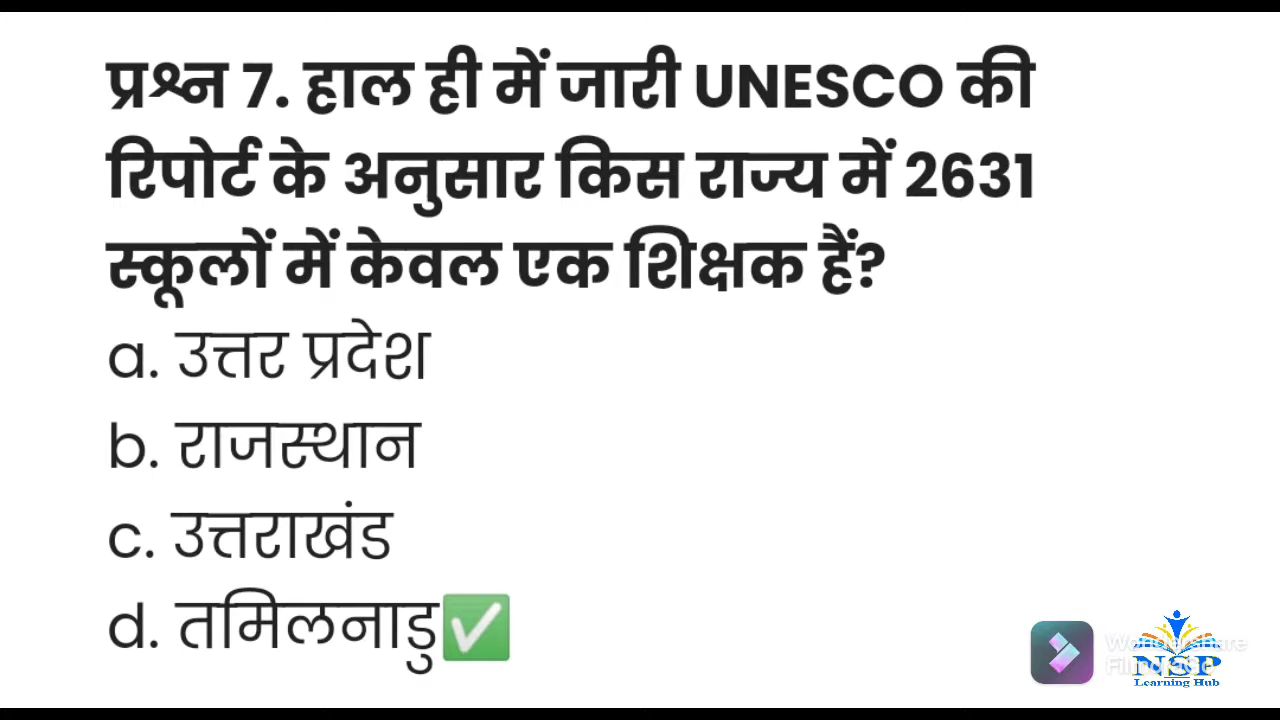 प्रश्न 7. हाल ही में जारी UNESCO की
रिपोर्ट के अनुसार किस राज्य में 2631
स्कूलों में केवल एक शिक्षक हैं?
a. उत्तर प्रदेश
b. राजस्थान
c. उत्तराखंड
d. तमिलनाडु✅
Wondershare
NSP
Learning Hub